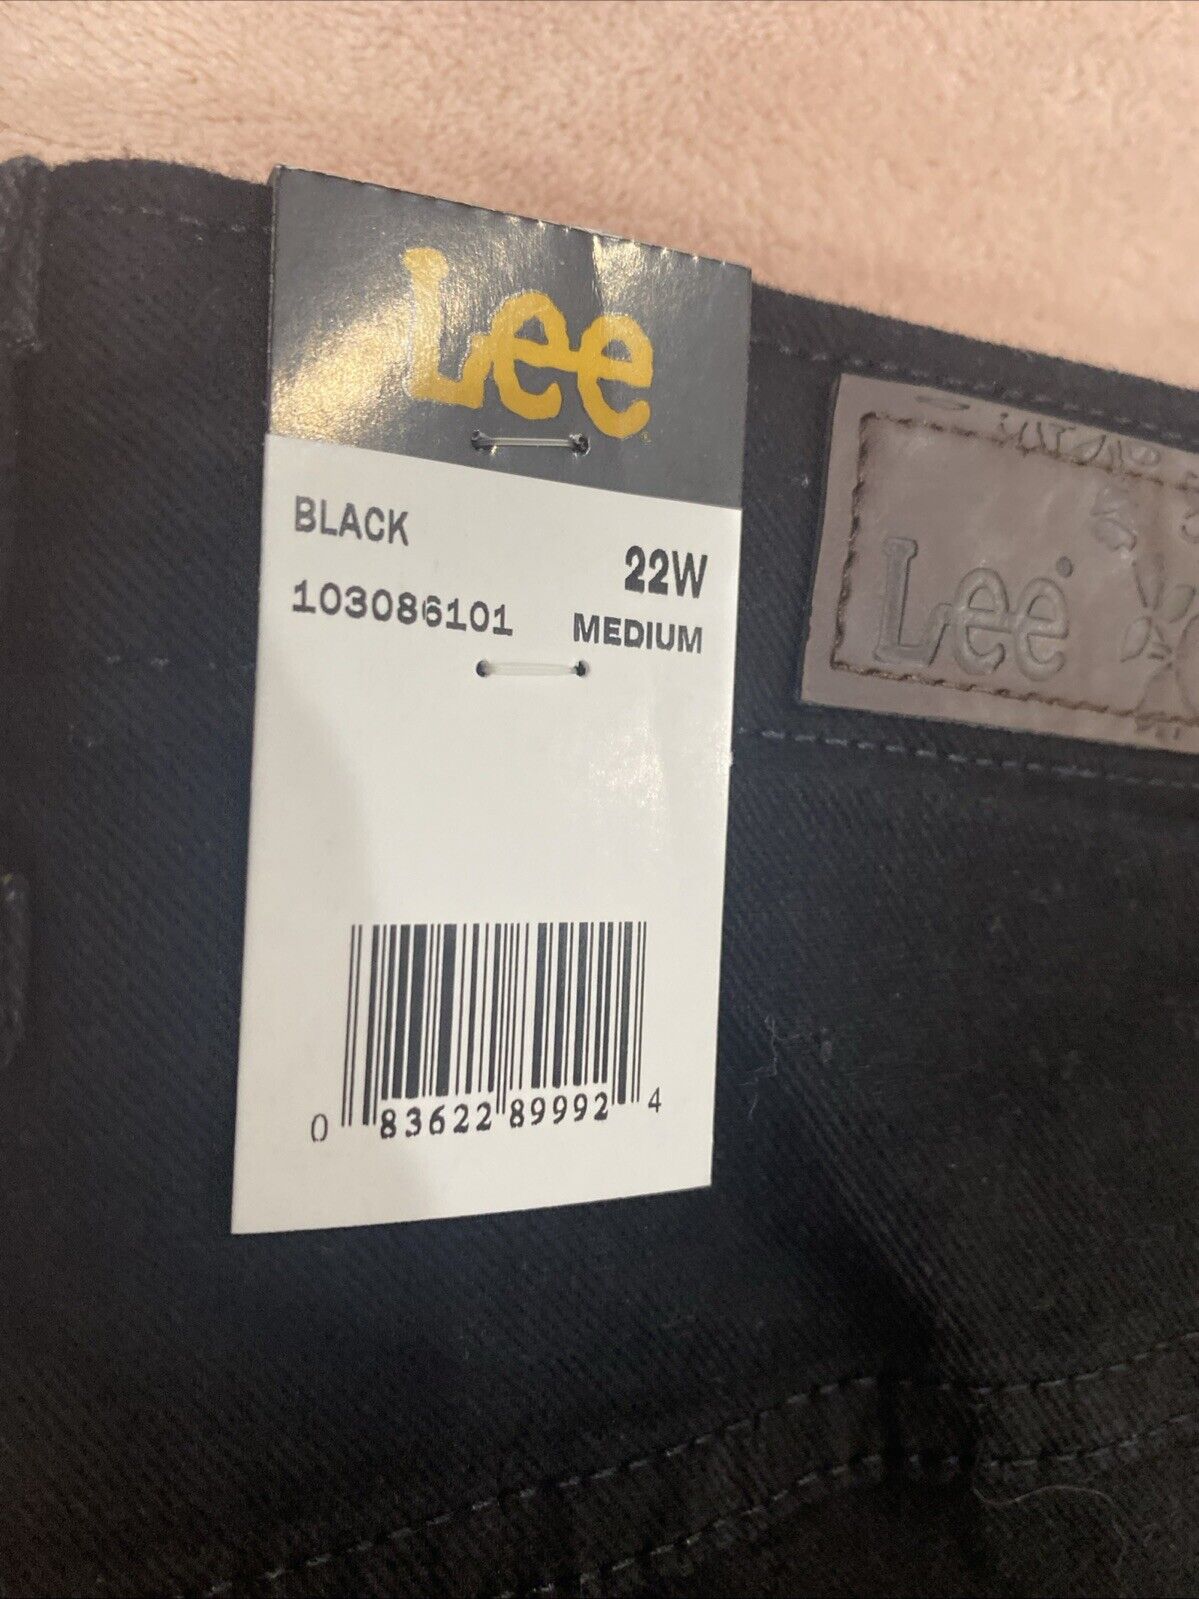 Lee
BLACK
22W
103086101
MEDIUM
Lee
0 83622 89992 4